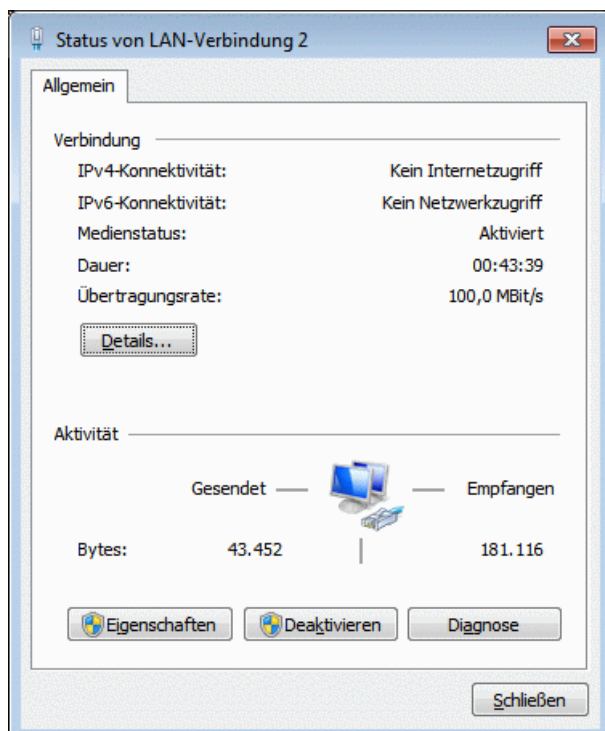 Status von LAN-Verbindung 2
Allgemein
Verbindung
IPv4-Konnektivität: Kein Internetzugriff
IPv6-Konnektivität: Kein Netzwerkzugriff
Medienstatus: Aktiviert
Dauer: 00:43:39
Übertragungsrate: 100,0 MBit/s
Details...
Aktivität
Gesendet Empfangen
Bytes: 43.452 181.116
Eigenschaften Deaktivieren Diagnose
Schließen